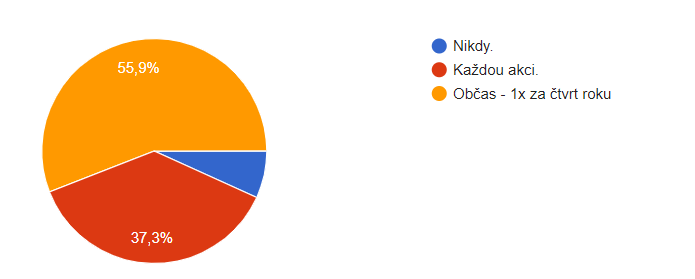 55,9%
37,3%
Nikdy.
Každou akci.
Občas - 1x za čtvrt roku